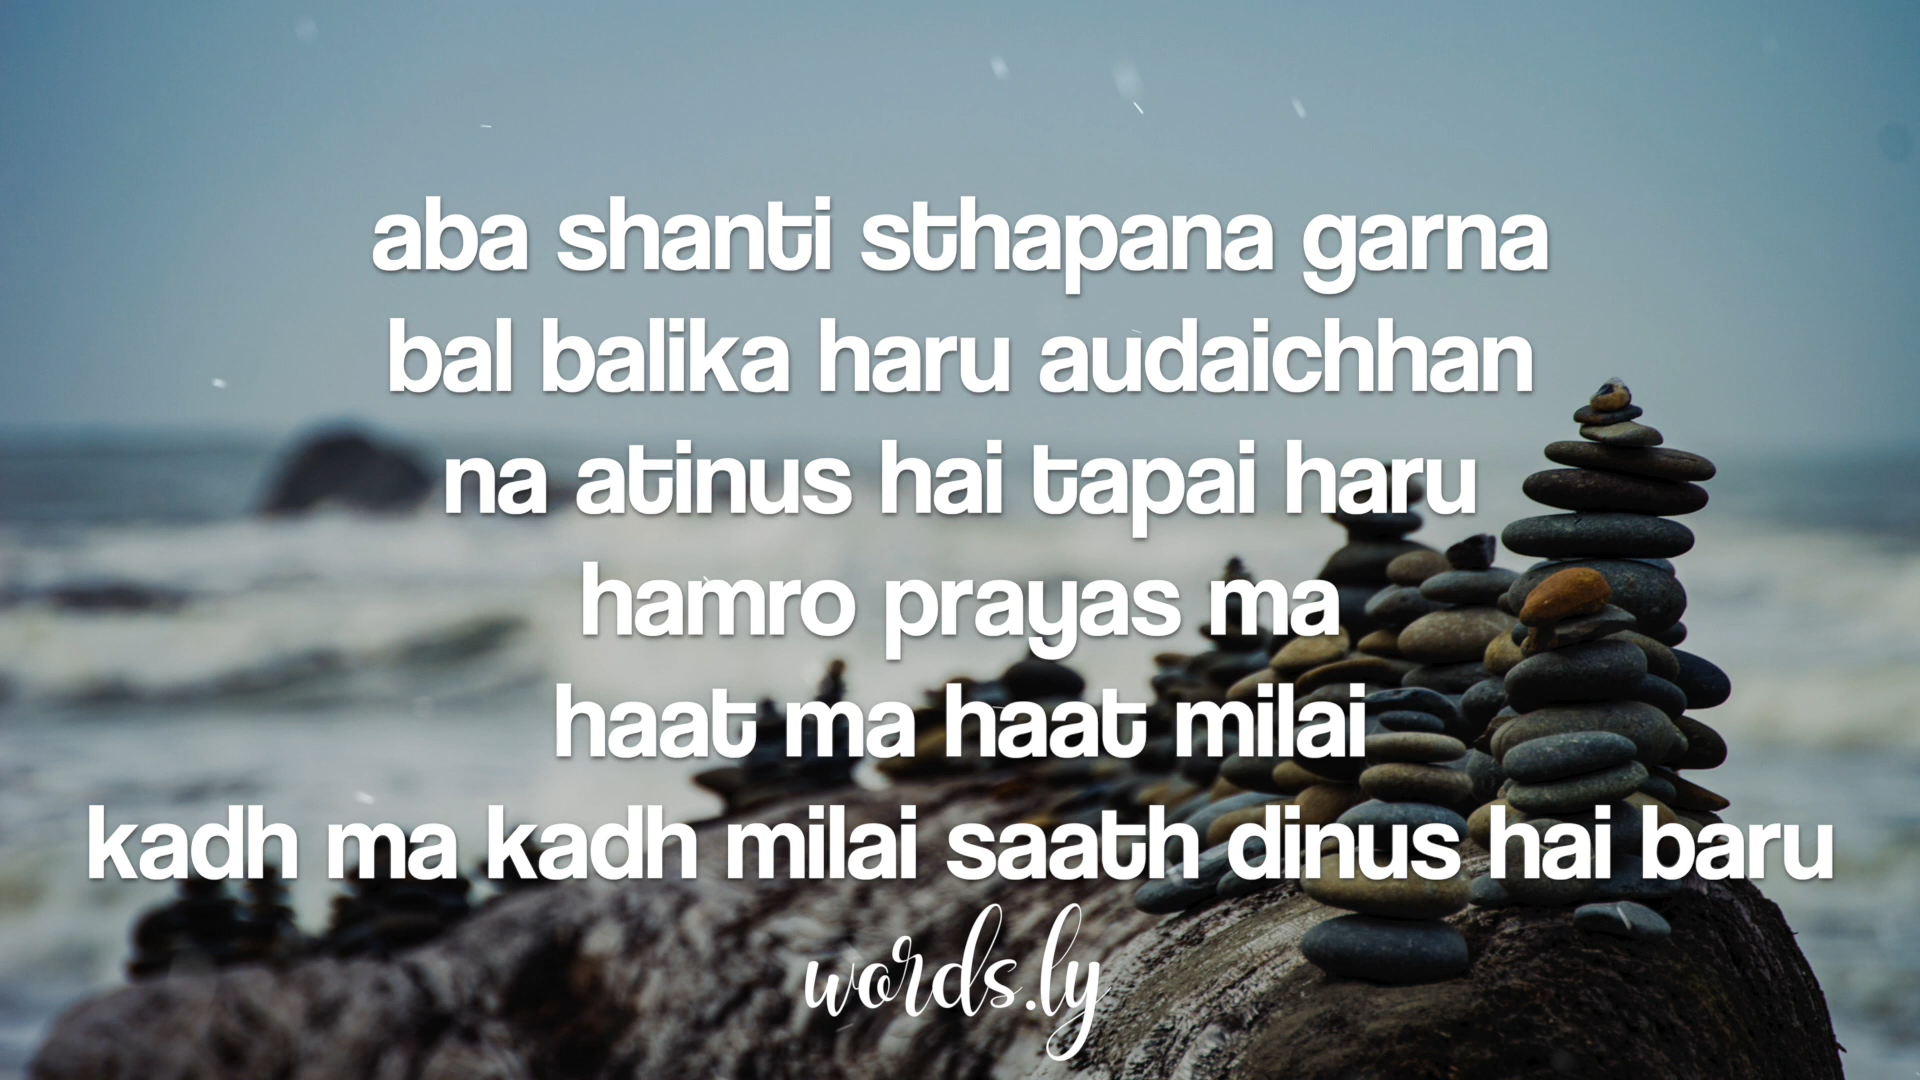 aba shanti sthapana garna
bal balika haru audaichhan
na atinus hai tapai haru
hamro prayas ma
haat ma haat milai
kadh ma kadh milai saath dinus hai baru
words.ly